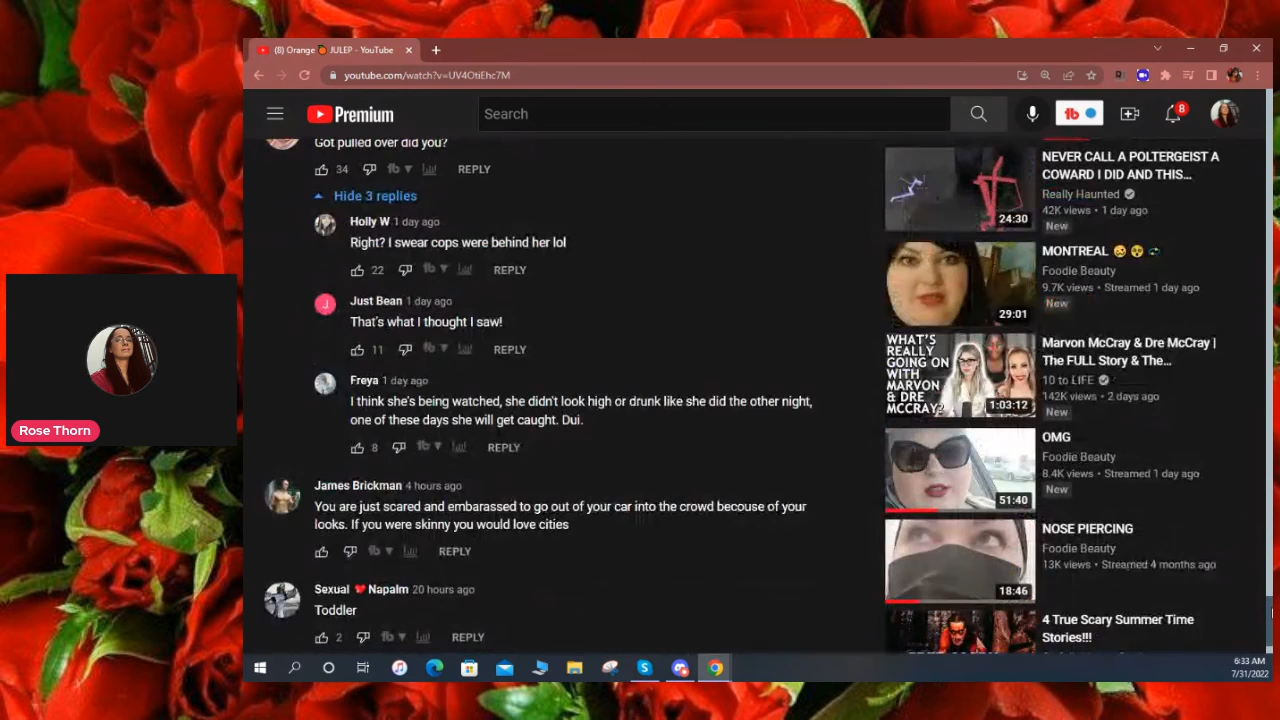 (8) Orange 🍊 JULEP - YouTube
youtube.com/watch?v=UV4OtiEhc7M
Premium
Search
8
Got pulled over did you?
34
REPLY
Hide 3 replies
Holly W 1 day ago
Right? I swear cops were behind her lol
22
REPLY
J
Just Bean 1 day ago
That's what I thought I saw!
11
REPLY
Freya 1 day ago
I think she's being watched, she didn't look high or drunk like she did the other night,
one of these days she will get caught. Dui.
8
REPLY
James Brickman 4 hours ago
You are just scared and embarassed to go out of your car into the crowd becouse of your
looks. If you were skinny you would love cities
REPLY
Sexual ❤️ Napalm 20 hours ago
Toddler
2
REPLY
24:30
NEVER CALL A POLTERGEIST A
COWARD I DID AND THIS...
Really Haunted
42K views • 1 day ago
New
29:01
MONTREAL
Foodie Beauty
9.7K views • Streamed 1 day ago
New
WHAT'S
REALLY
GOING ON
WITH
MARVON
& DRE
MCCRAY?
1:03:12
Marvon McCray & Dre McCray |
The FULL Story & The...
10 to LIFE
142K views • 2 days ago
New
51:40
OMG
Foodie Beauty
8.4K views • Streamed 1 day ago
New
18:46
NOSE PIERCING
Foodie Beauty
13K views • Streamed 4 months ago
4 True Scary Summer Time
Stories!!!
Rose Thorn
6:33 AM
7/31/2022